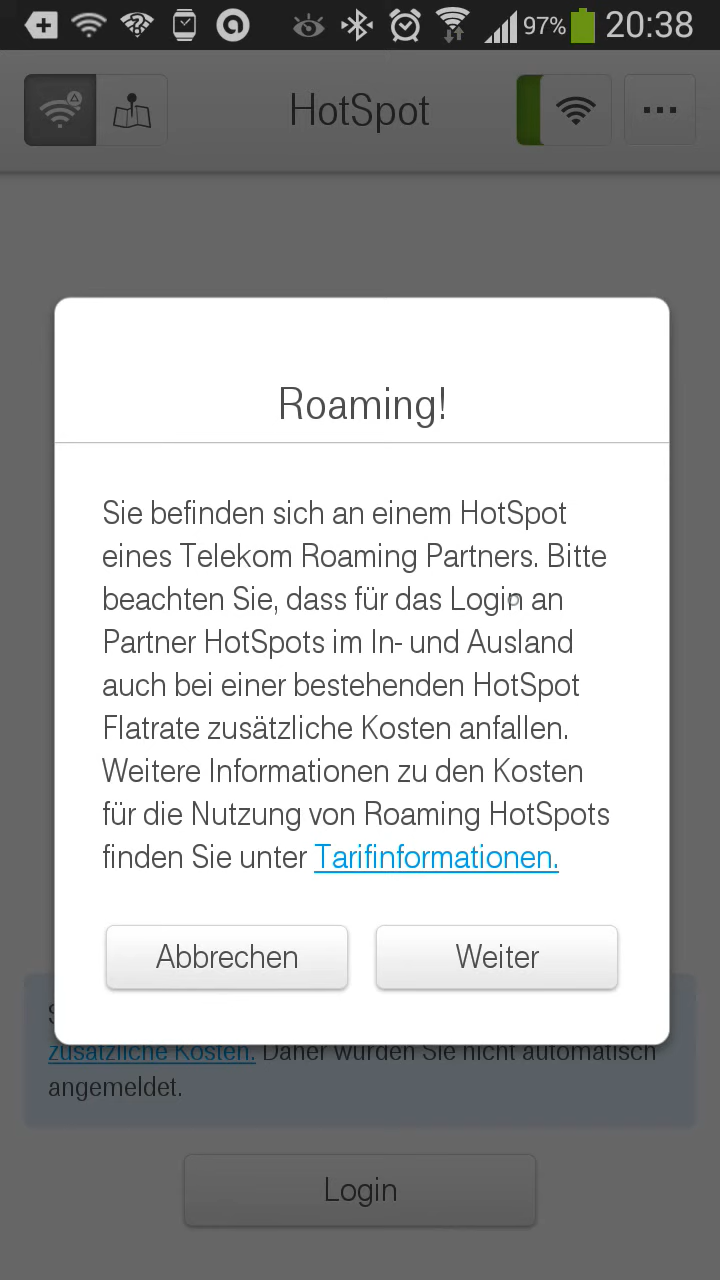 97% 20:38
HotSpot
Roaming!
Sie befinden sich an einem HotSpot
eines Telekom Roaming Partners. Bitte
beachten Sie, dass für das Login an
Partner HotSpots im In- und Ausland
auch bei einer bestehenden HotSpot
Flatrate zusätzliche Kosten anfallen.
Weitere Informationen zu den Kosten
für die Nutzung von Roaming HotSpots
finden Sie unter Tarifinformationen.
Abbrechen Weiter
zusätzliche Kosten. Daher wurden Sie nicht automatisch
angemeldet.
Login